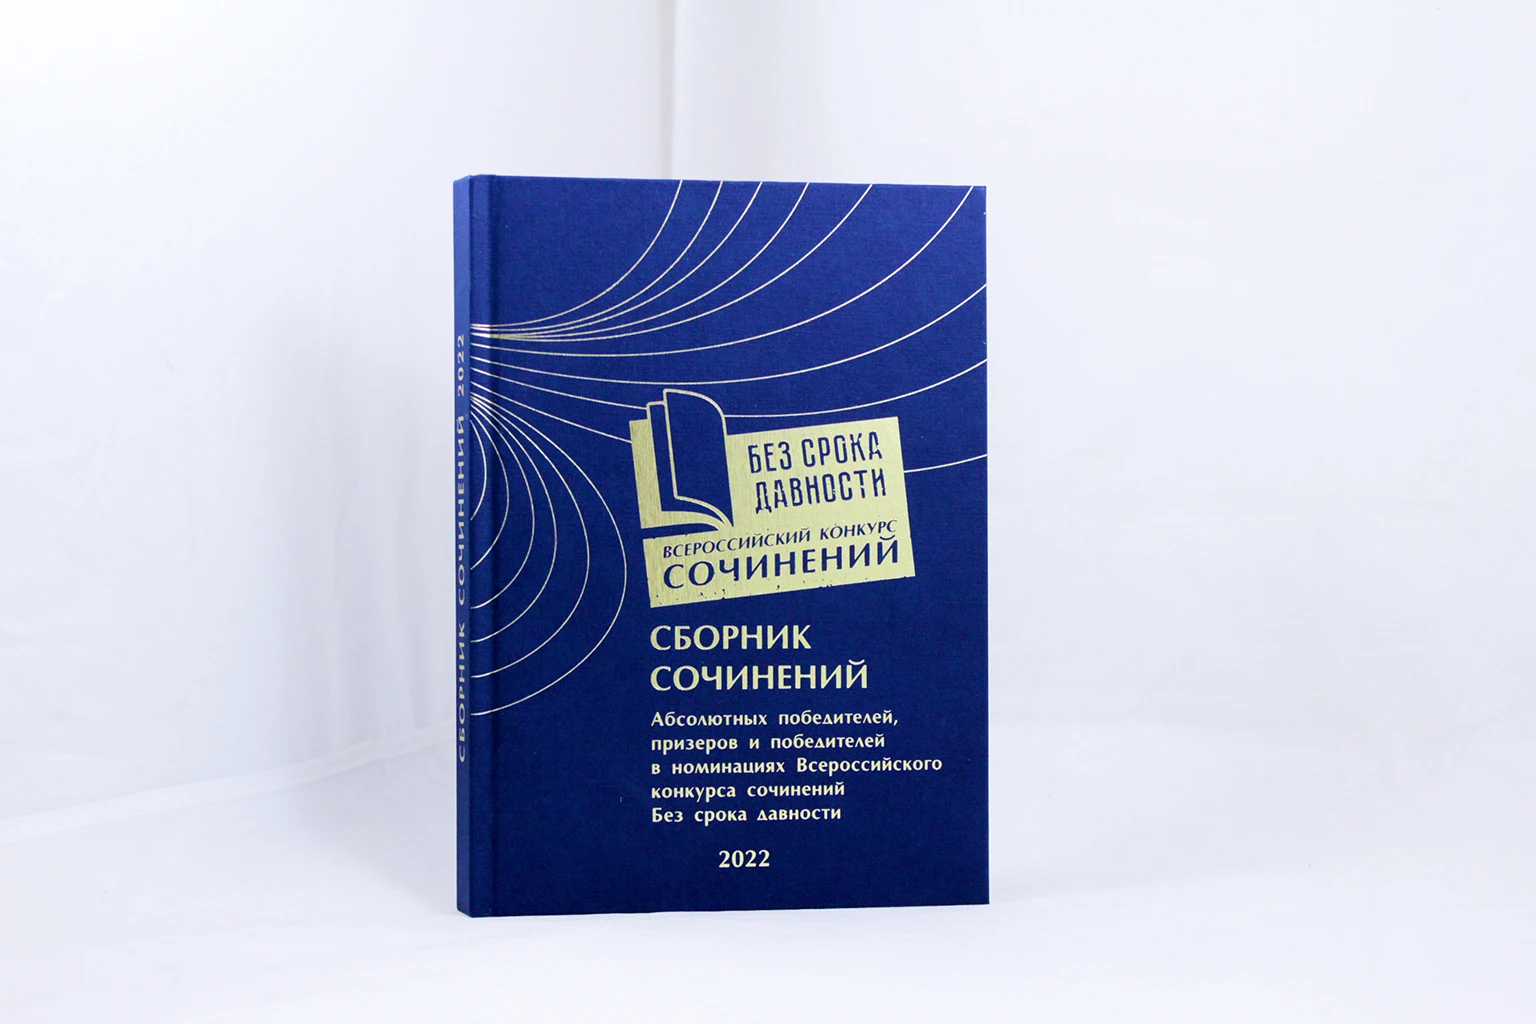 СБОРНИК СОЧИНЕНИЙ 2022
БЕЗ СРОКА
ДАВНОСТИ
ВСЕРОССИЙСКИЙ КОНКУРС
СОЧИНЕНИЙ
СБОРНИК
СОЧИНЕНИЙ
Абсолютных победителей,
призеров и победителей
в номинациях Всероссийского
конкурса сочинений
Без срока давности
2022